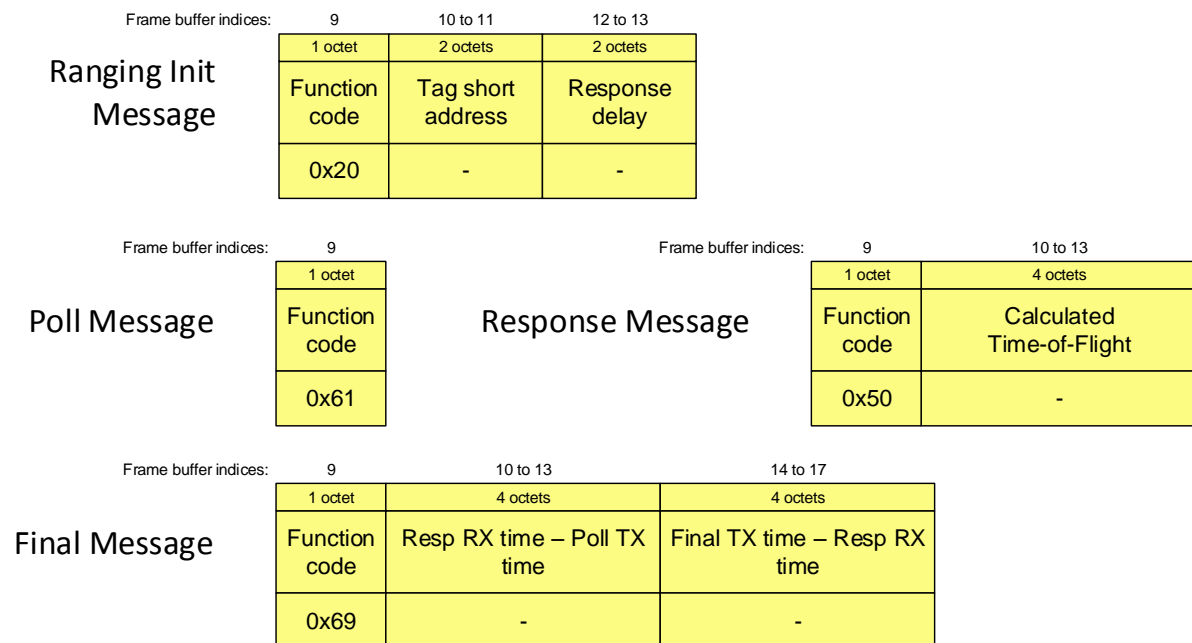 Frame buffer indices: 9 10 to 11 12 to 13
1 octet 2 octets 2 octets
Ranging Init
Message
Function
code
Tag short
address
Response
delay
0x20 - -
Frame buffer indices: 9
1 octet
Poll Message
Function
code
0x61
Frame buffer indices: 9 10 to 13
1 octet 4 octets
Response Message
Function
code
Calculated
Time-of-Flight
0x50 -
Frame buffer indices: 9 10 to 13 14 to 17
1 octet 4 octets 4 octets
Final Message
Function
code
Resp RX time – Poll TX
time
Final TX time – Resp RX
time
0x69 - -